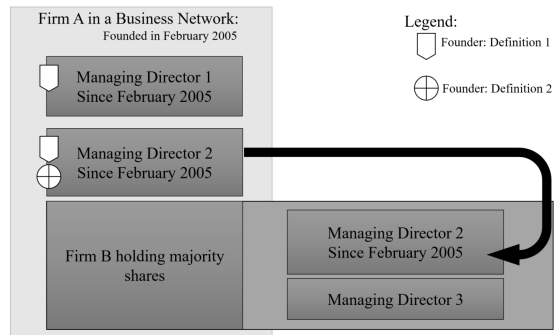 Firm A in a Business Network:
Founded in February 2005
Managing Director 1
Since February 2005
Managing Director 2
Since February 2005
Firm B holding majority
shares
Managing Director 2
Since February 2005
Managing Director 3
Legend:
Founder: Definition 1
Founder: Definition 2